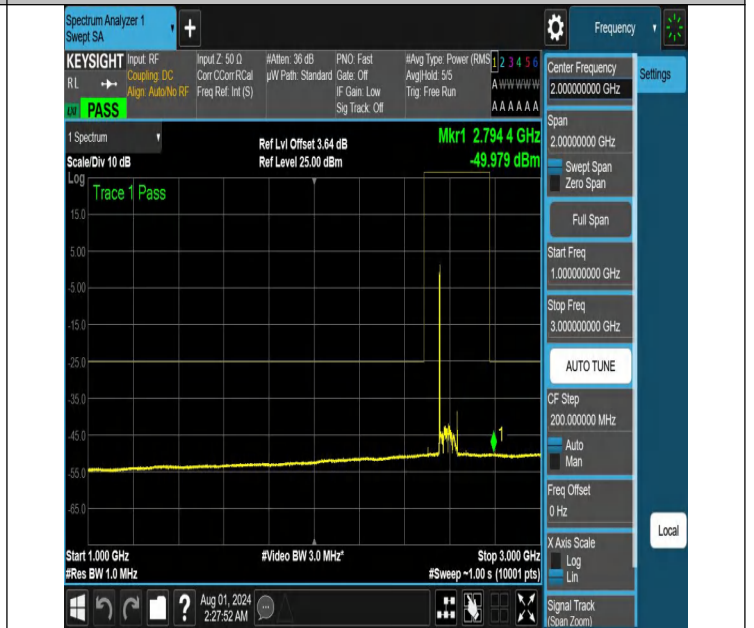 Spectrum Analyzer 1
Swept SA
+
Frequency
KEYSIGHT
RL
LXI
PASS
Input: RF
Coupling: DC
Align: Auto/No RF
Input Z: 50 Ω
Corr CCorr RCal
Freq Ref: Int (S)
#Atten: 36 dB
µW Path: Standard
PNO: Fast
Gate: Off
IF Gain: Low
Sig Track: Off
#Avg Type: Power (RMS
Avg|Hold: 5/5
Trig: Free Run
1 2 3 4 5 6
A W W W W W
A A A A A A
1 Spectrum
Scale/Div 10 dB
Log
Ref Lvl Offset 3.64 dB
Ref Level 25.00 dBm
Mkr1 2.794 4 GHz
-49.979 dBm
Trace 1 Pass
15.0
5.00
-5.00
-15.0
-25.0
-35.0
-45.0
-55.0
-65.0
1
Start 1.000 GHz
#Res BW 1.0 MHz
#Video BW 3.0 MHz*
Stop 3.000 GHz
#Sweep ~1.00 s (10001 pts)
Center Frequency
2.000000000 GHz
Settings
Span
2.00000000 GHz
Swept Span
Zero Span
Full Span
Start Freq
1.000000000 GHz
Stop Freq
3.000000000 GHz
AUTO TUNE
CF Step
200.000000 MHz
Auto
Man
Freq Offset
0 Hz
X Axis Scale
Log
Lin
Local
Signal Track
(Span Zoom)
?
Aug 01, 2024
2:27:52 AM